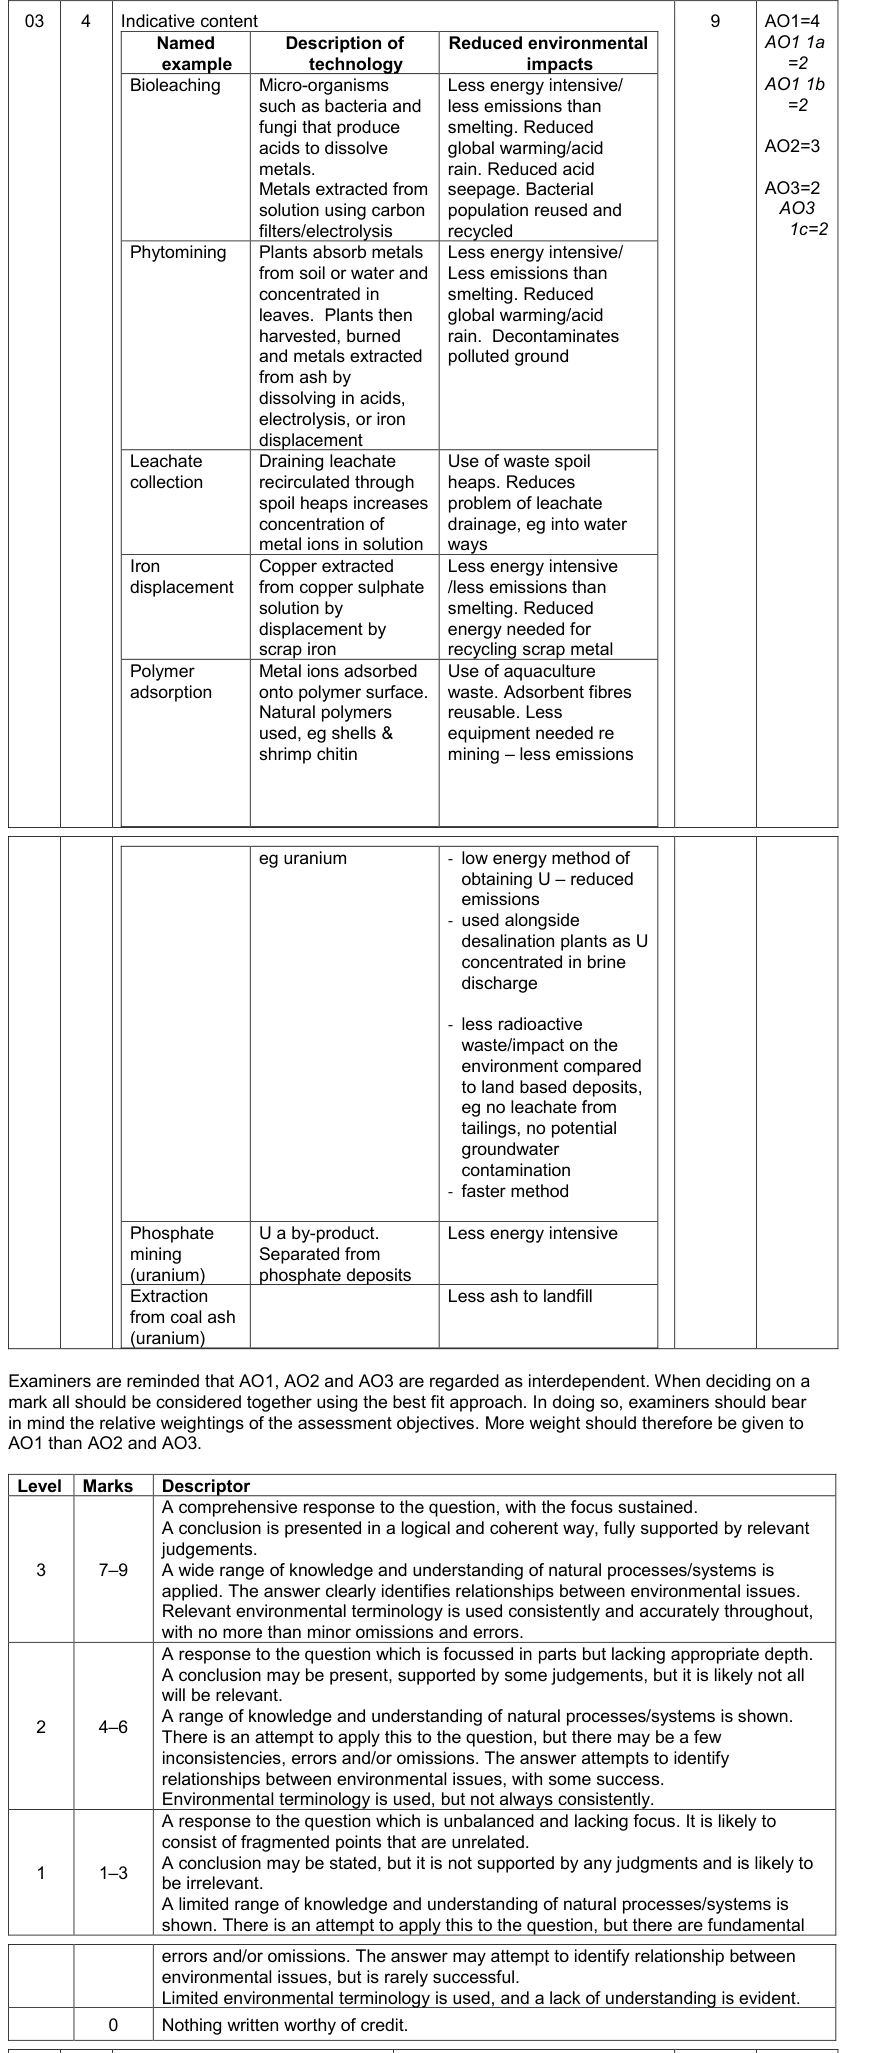 03 4 Indicative content 9 AO1=4
AO1 1a
=2
AO1 1b
=2
AO2=3
AO3=2
AO3
1c=2
Named
example
Description of
technology
Reduced environmental
impacts
Bioleaching
Micro-organisms
such as bacteria and
fungi that produce
acids to dissolve
metals.
Metals extracted from
solution using carbon
filters/electrolysis
Less energy intensive/
less emissions than
smelting. Reduced
global warming/acid
rain. Reduced acid
seepage. Bacterial
population reused and
recycled
Phytomining
Plants absorb metals
from soil or water and
concentrated in
leaves. Plants then
harvested, burned
and metals extracted
from ash by
dissolving in acids,
electrolysis, or iron
displacement
Less energy intensive/
Less emissions than
smelting. Reduced
global warming/acid
rain. Decontaminates
polluted ground
Leachate
collection
Draining leachate
recirculated through
spoil heaps increases
concentration of
metal ions in solution
Use of waste spoil
heaps. Reduces
problem of leachate
drainage, eg into water
ways
Iron
displacement
Copper extracted
from copper sulphate
solution by
displacement by
scrap iron
Less energy intensive
/less emissions than
smelting. Reduced
energy needed for
recycling scrap metal
Polymer
adsorption
Metal ions adsorbed
onto polymer surface.
Natural polymers
used, eg shells &
shrimp chitin
Use of aquaculture
waste. Adsorbent fibres
reusable. Less
equipment needed re
mining – less emissions
eg uranium
- low energy method of
obtaining U – reduced
emissions
- used alongside
desalination plants as U
concentrated in brine
discharge
- less radioactive
waste/impact on the
environment compared
to land based deposits,
eg no leachate from
tailings, no potential
groundwater
contamination
- faster method
Phosphate
mining
(uranium)
U a by-product.
Separated from
phosphate deposits
Less energy intensive
Extraction
from coal ash
(uranium)
Less ash to landfill
Examiners are reminded that AO1, AO2 and AO3 are regarded as interdependent. When deciding on a
mark all should be considered together using the best fit approach. In doing so, examiners should bear
in mind the relative weightings of the assessment objectives. More weight should therefore be given to
AO1 than AO2 and AO3.
Level Marks Descriptor
3 7–9
A comprehensive response to the question, with the focus sustained.
A conclusion is presented in a logical and coherent way, fully supported by relevant
judgements.
A wide range of knowledge and understanding of natural processes/systems is
applied. The answer clearly identifies relationships between environmental issues.
Relevant environmental terminology is used consistently and accurately throughout,
with no more than minor omissions and errors.
2 4–6
A response to the question which is focussed in parts but lacking appropriate depth.
A conclusion may be present, supported by some judgements, but it is likely not all
will be relevant.
A range of knowledge and understanding of natural processes/systems is shown.
There is an attempt to apply this to the question, but there may be a few
inconsistencies, errors and/or omissions. The answer attempts to identify
relationships between environmental issues, with some success.
Environmental terminology is used, but not always consistently.
1 1–3
A response to the question which is unbalanced and lacking focus. It is likely to
consist of fragmented points that are unrelated.
A conclusion may be stated, but it is not supported by any judgments and is likely to
be irrelevant.
A limited range of knowledge and understanding of natural processes/systems is
shown. There is an attempt to apply this to the question, but there are fundamental
errors and/or omissions. The answer may attempt to identify relationship between
environmental issues, but is rarely successful.
Limited environmental terminology is used, and a lack of understanding is evident.
0 Nothing written worthy of credit.